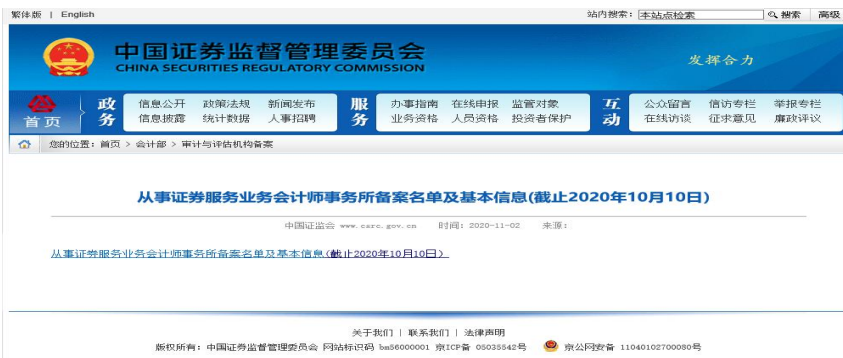 繁体版 | English
站内搜索: 本站点检索 搜索 高级
中国证券监督管理委员会
CHINA SECURITIES REGULATORY COMMISSION
发挥合力
首页
政务
信息公开 政策法规 新闻发布
信息披露 统计数据 人事招聘
服务
办事指南 在线申报 监管对象
业务资格 人员资格 投资者保护
互动
公众留言 信访专栏 举报专栏
在线访谈 征求意见 廉政评议
您的位置: 首页 > 会计部 > 审计与评估机构备案
从事证券服务业务会计师事务所备案名单及基本信息(截止2020年10月10日)
中国证监会 www.csrc.gov.cn 时间: 2020-11-02 来源:
从事证券服务业务会计师事务所备案名单及基本信息(截止2020年10月10日)
关于我们 | 联系我们 | 法律声明
版权所有: 中国证券监督管理委员会 网站标识码 bm56000001 京ICP备 05035542号 京公网安备 11040102700080号